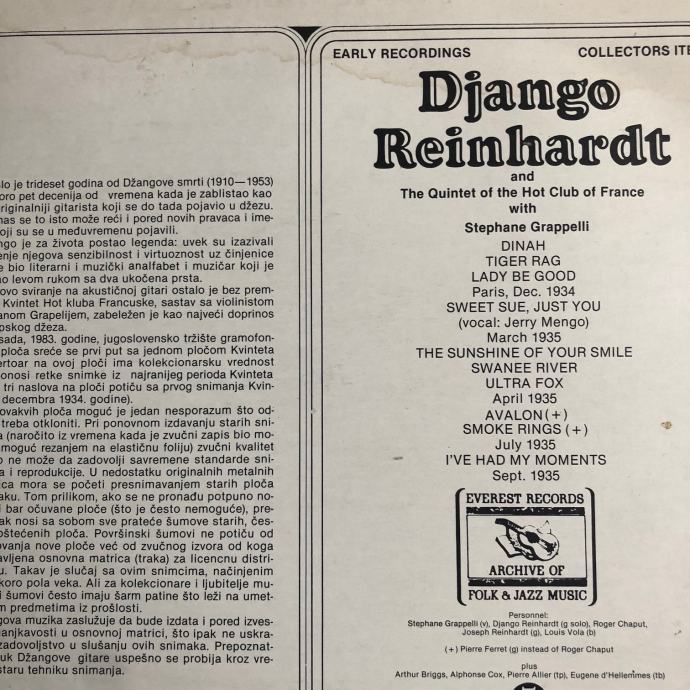 lo je trideset godina od Džangove smrti (1910—1953)
oro pet decenija od vremena kada je zablistao kao
riginalniji gitarista koji se do tada pojavio u džezu.
nas se to isto može reći i pored novih pravaca i ime-
oji su se u međuvremenu pojavili.
ngo je za života postao legenda: uvek su izazivali
enje njegova senzibilnost i virtuoznost uz činjenice
e bio literarni i muzički analfabet i muzičar koji je
ao levom rukom sa dva ukočena prsta.
ovo sviranje na akustičnoj gitari ostalo je bez prem-
Kvintet Hot kluba Francuske, sastav sa violinistom
anom Grapelijem, zabeležen je kao najveći doprinos
pskog džeza.
sada, 1983. godine, jugoslovensko tržište gramofon-
ploča sreće se prvi put sa jednom pločom Kvinteta
ertoar na ovoj ploči ima kolekcionarsku vrednost
onosi retke snimke iz najranijeg perioda Kvinteta
tri naslova na ploči potiču sa prvog snimanja Kvin-
decembra 1934. godine).
ovakvih ploča moguć je jedan nesporazum što od-
treba otkloniti. Pri ponovnom izdavanju starih sni-
a (naročito iz vremena kada je zvučni zapis bio mo-
moguć rezanjem na elastičnu foliju) zvučni kvalitet
o ne može da zadovolji savremene standarde sni-
a i reprodukcije. U nedostatku originalnih metalnih
ica mora se početi presnimavanjem starih ploča
aku. Tom prilikom, ako se ne pronađu potpuno no-
i bar očuvane ploče (što je često nemoguće), pre-
ak nosi sa sobom sve prateće šumove starih, čes-
oštećenih ploča. Površinski šumovi ne potiču od
ovanja nove ploče već od zvučnog izvora od koga
avljena osnovna matrica (traka) za licencnu distri-
u. Takav je slučaj sa ovim snimcima, načinjenim
koro pola veka. Ali za kolekcionare i ljubitelje mu-
i šumovi često imaju šarm patine što leži na umet-
m predmetima iz prošlosti.
gova muzika zaslužuje da bude izdata i pored izves-
anjkavosti u osnovnoj matrici, što ipak ne uskra-
zadovoljstvo u slušanju ovih snimaka. Prepoznat-
uk Džangove gitare uspešno se probija kroz vre-
staru tehniku snimanja.
EARLY RECORDINGS COLLECTORS ITE
Django
Reinhardt
and
The Quintet of the Hot Club of France
with
Stephane Grappelli
DINAH
TIGER RAG
LADY BE GOOD
Paris, Dec. 1934
SWEET SUE, JUST YOU
(vocal: Jerry Mengo)
March 1935
THE SUNSHINE OF YOUR SMILE
SWANEE RIVER
ULTRA FOX
April 1935
AVALON (+)
SMOKE RINGS (+)
July 1935
I'VE HAD MY MOMENTS
Sept. 1935
EVEREST RECORDS
ARCHIVE OF
FOLK & JAZZ MUSIC
Personnel:
Stephane Grappelli (v), Django Reinhardt (g solo), Roger Chaput,
Joseph Reinhardt (g), Louis Vola (b)
(+) Pierre Ferret (g) instead of Roger Chaput
plus
Arthur Briggs, Alphonse Cox, Pierre Allier (tp), Eugene d'Hellemmes (tb)